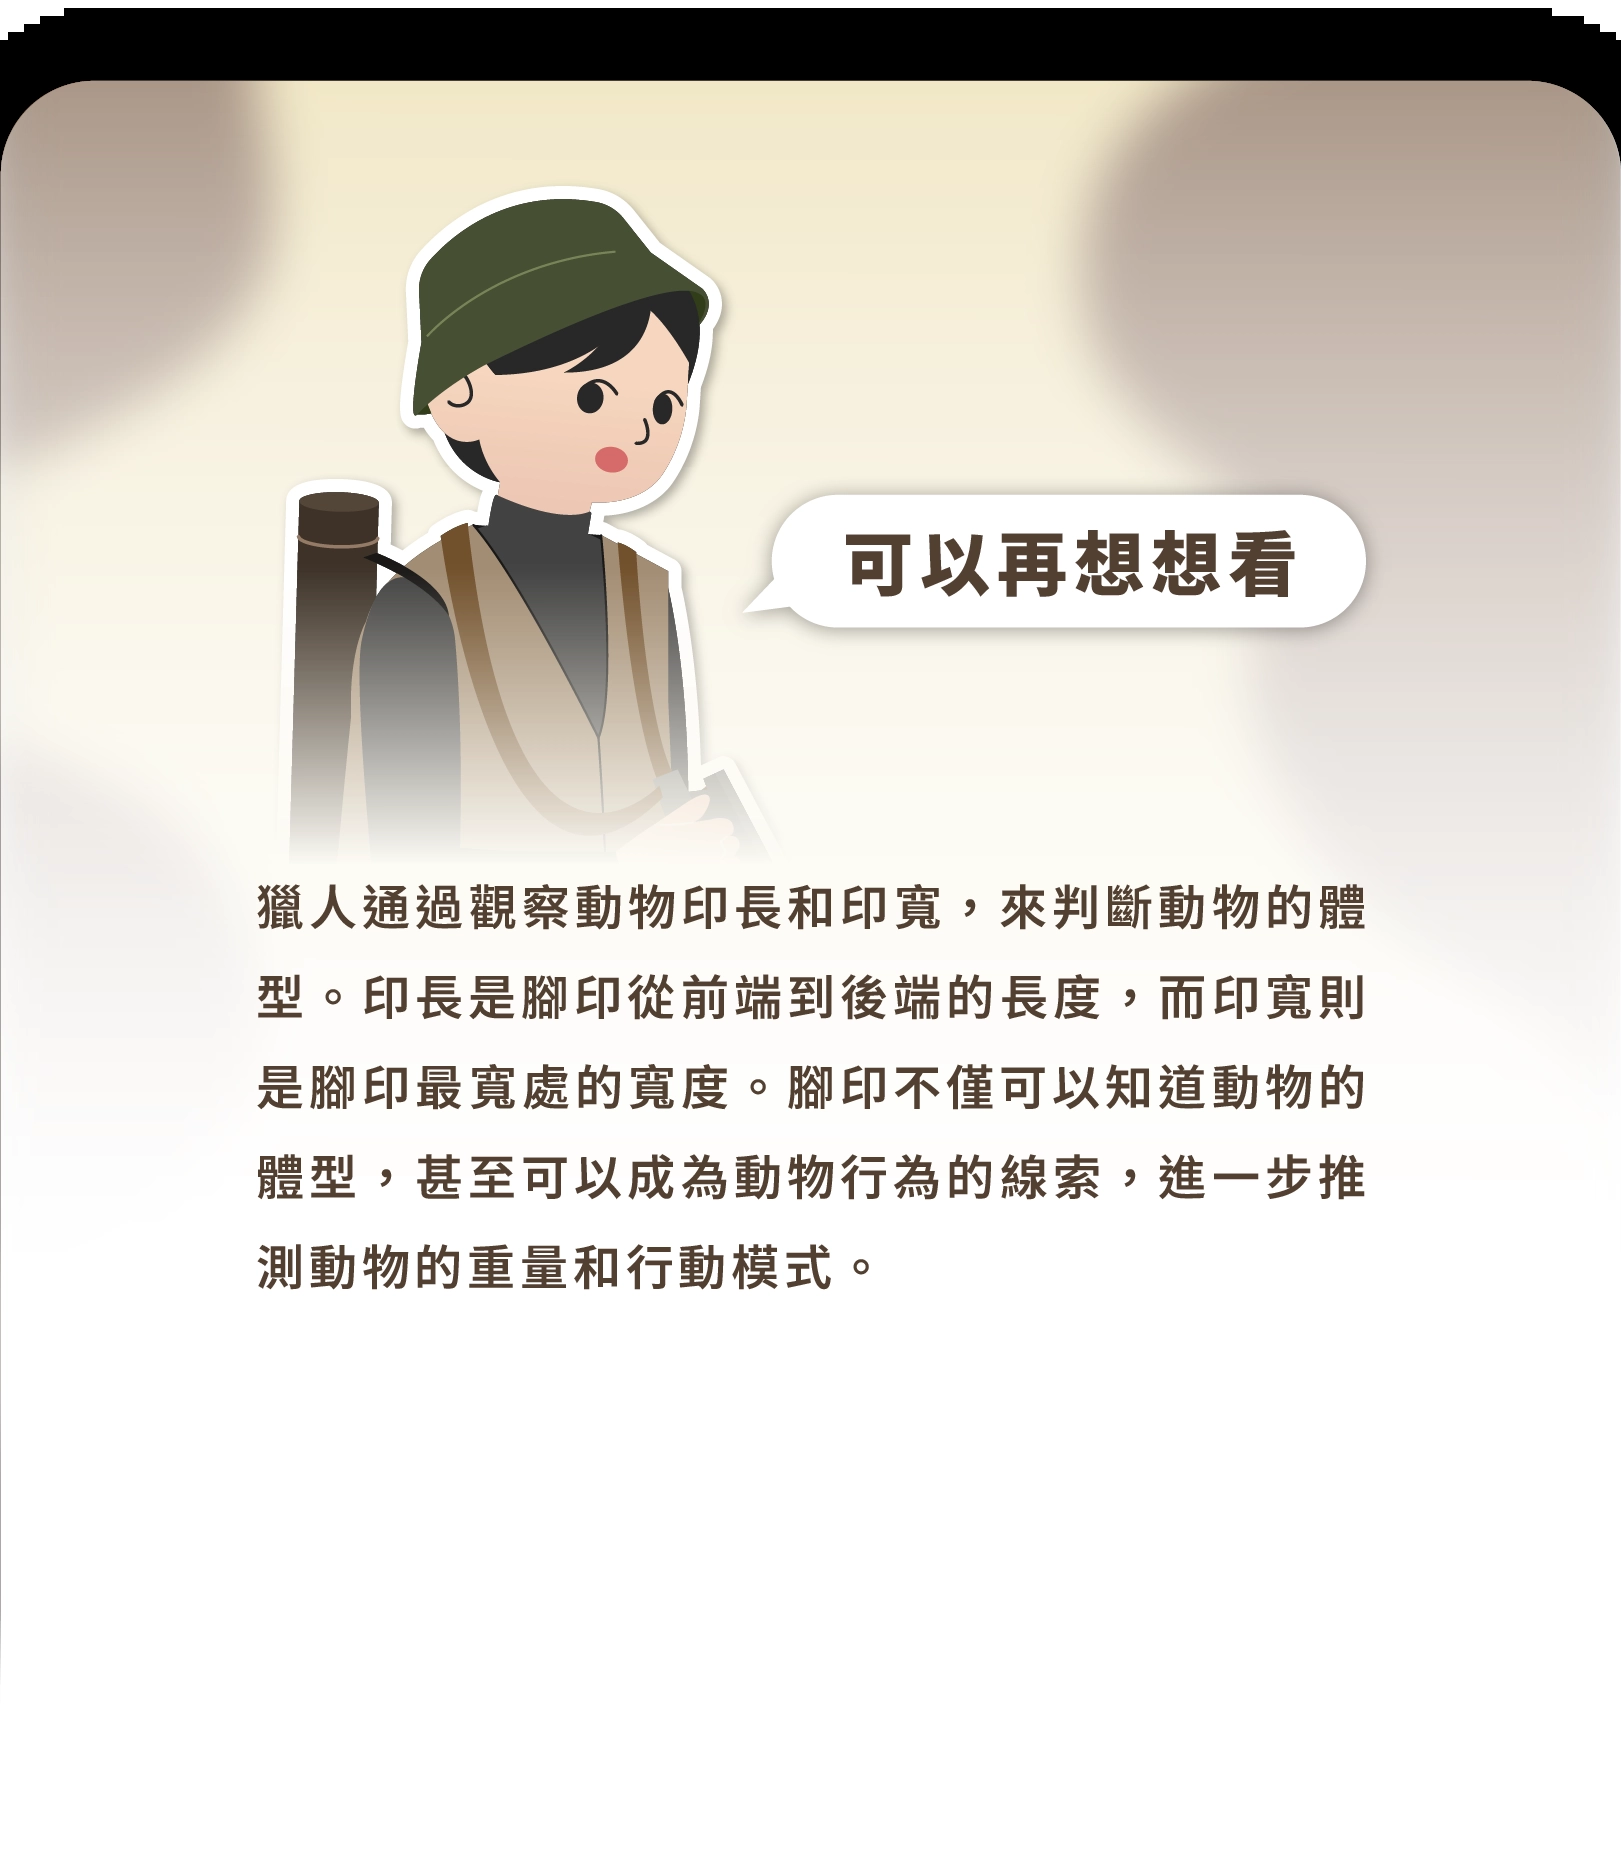 可以再想想看
獵人通過觀察動物印長和印寬，來判斷動物的體
型。印長是腳印從前端到後端的長度，而印寬則
是腳印最寬處的寬度。腳印不僅可以知道動物的
體型，甚至可以成為動物行為的線索，進一步推
測動物的重量和行動模式。